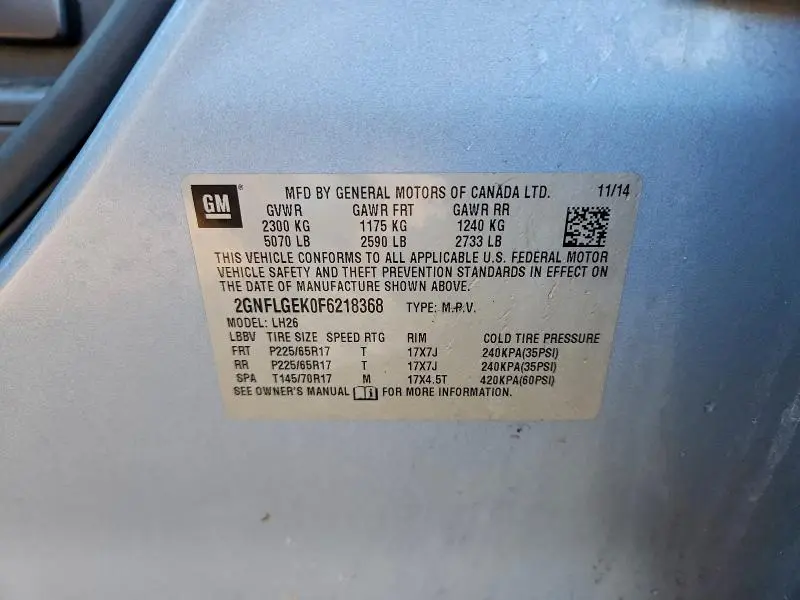 GM ® MFD BY GENERAL MOTORS OF CANADA LTD. 11/14
GVWR GAWR FRT GAWR RR
2300 KG 1175 KG 1240 KG
5070 LB 2590 LB 2733 LB
THIS VEHICLE CONFORMS TO ALL APPLICABLE U.S. FEDERAL MOTOR
VEHICLE SAFETY AND THEFT PREVENTION STANDARDS IN EFFECT ON
THE DATE OF MANUFACTURE SHOWN ABOVE.
2GNFLGEK0F6218368 TYPE: M.P.V.
MODEL: LH26
LBBV TIRE SIZE SPEED RTG RIM COLD TIRE PRESSURE
FRT P225/65R17 T 17X7J 240KPA(35PSI)
RR P225/65R17 T 17X7J 240KPA(35PSI)
SPA T145/70R17 M 17X4.5T 420KPA(60PSI)
SEE OWNER'S MANUAL FOR MORE INFORMATION.